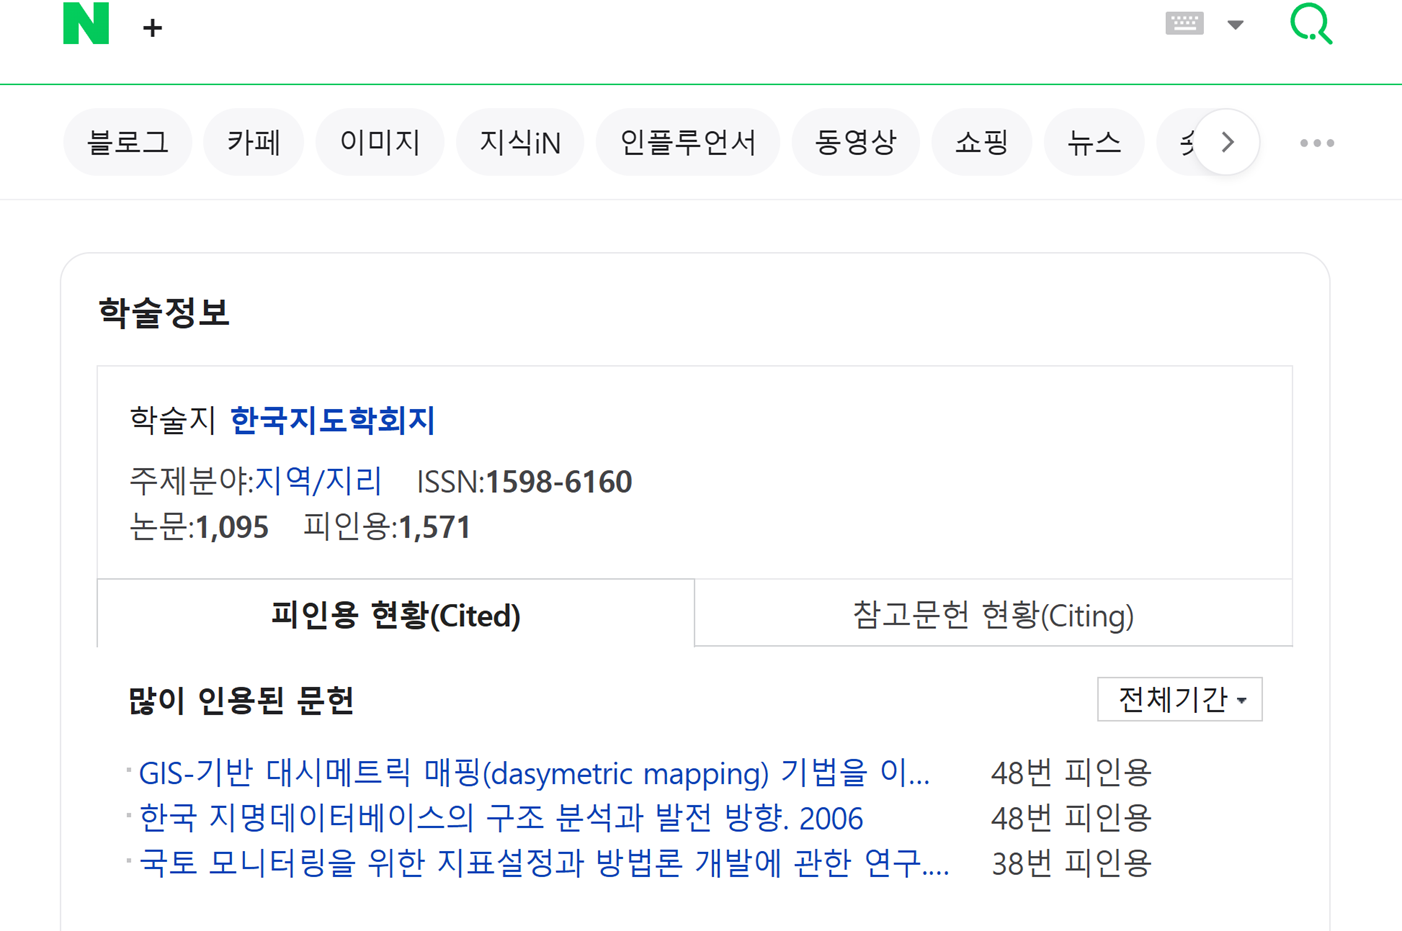 N +
블로그 카페 이미지 지식iN 인플루언서 동영상 쇼핑 뉴스
학술정보
학술지 한국지도학회지
주제분야:지역/지리 ISSN:1598-6160
논문:1,095 피인용:1,571
피인용 현황(Cited) 참고문헌 현황(Citing)
많이 인용된 문헌 전체기간
GIS-기반 대시메트릭 매핑(dasymetric mapping) 기법을 이... 48번 피인용
한국 지명데이터베이스의 구조 분석과 발전 방향. 2006 48번 피인용
국토 모니터링을 위한 지표설정과 방법론 개발에 관한 연구.... 38번 피인용